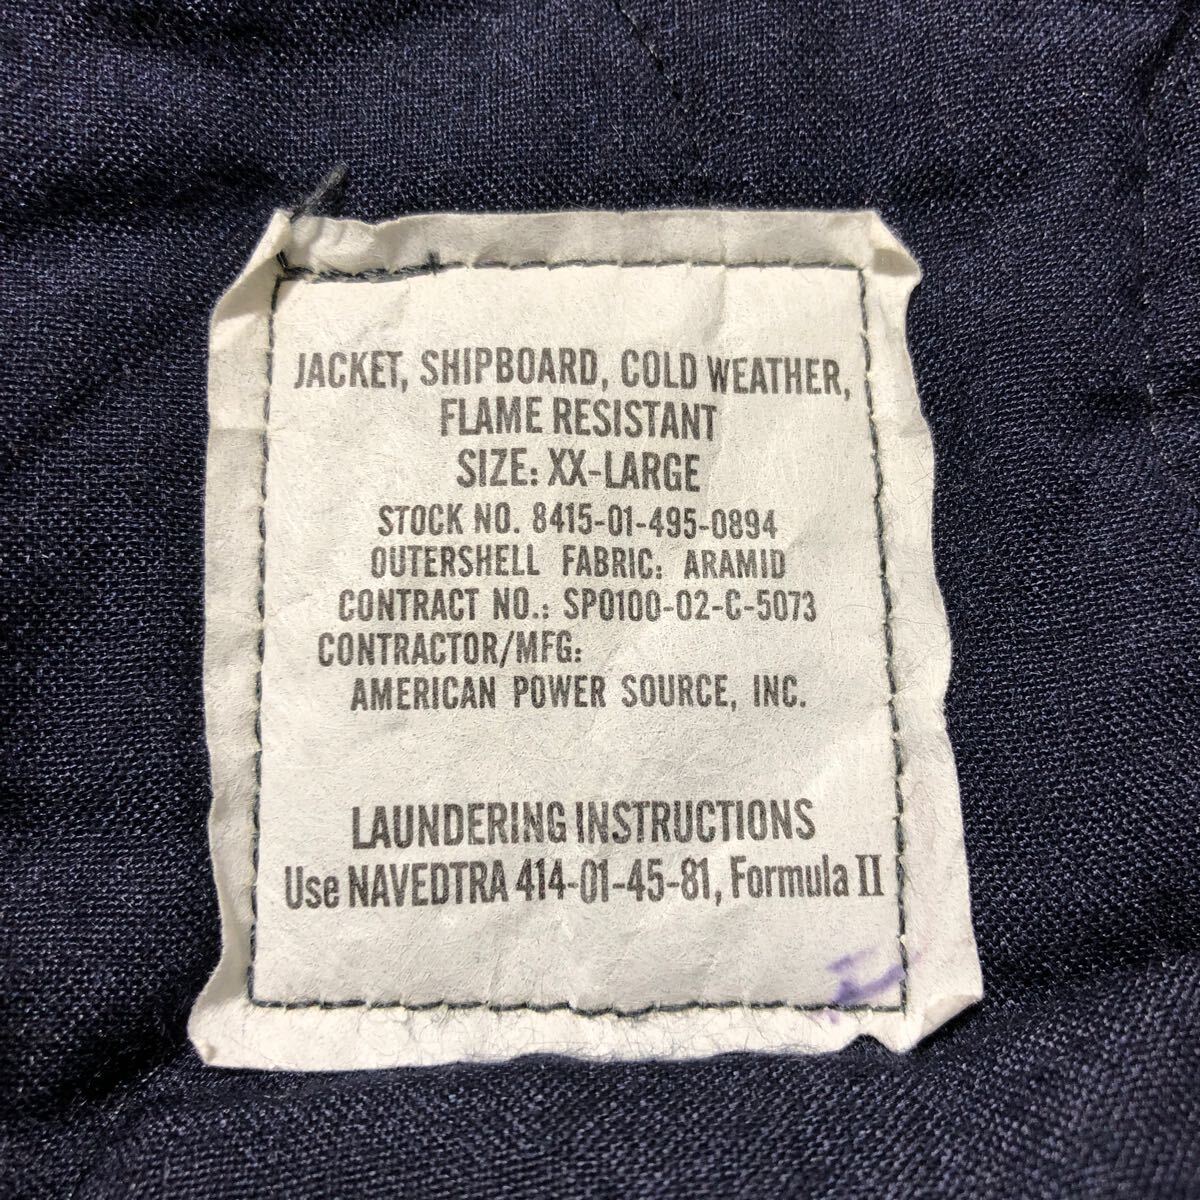 JACKET, SHIPBOARD, COLD WEATHER,
FLAME RESISTANT
SIZE: XX-LARGE
STOCK NO. 8415-01-495-0894
OUTERSHELL FABRIC: ARAMID
CONTRACT NO.: SP0100-02-C-5073
CONTRACTOR/MFG:
AMERICAN POWER SOURCE, INC.
LAUNDERING INSTRUCTIONS
Use NAVEDTRA 414-01-45-81, Formula II